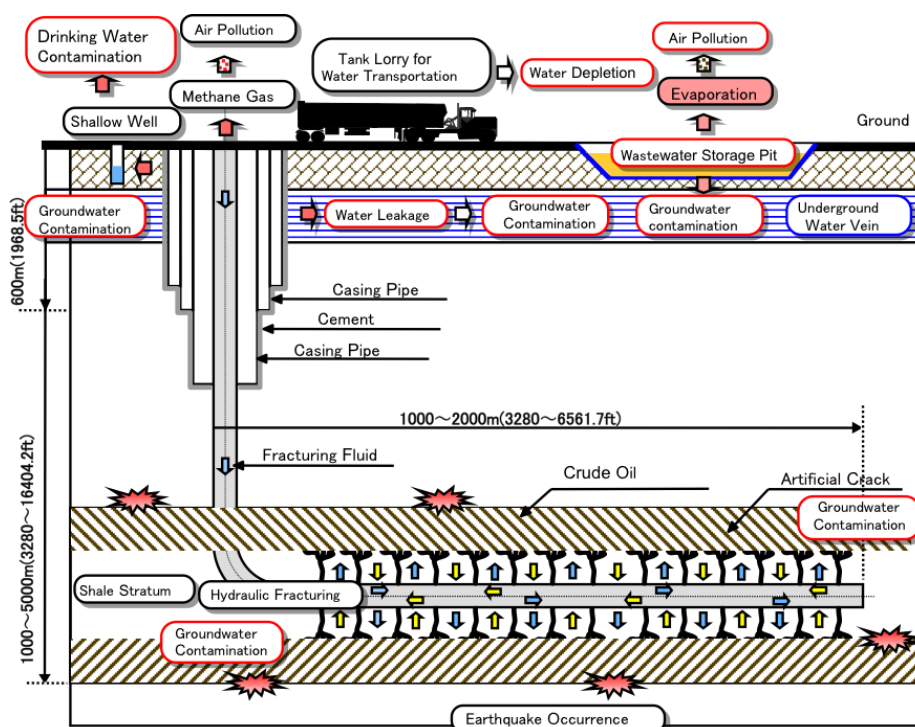 Drinking Water
Contamination
Air Pollution
Tank Lorry for
Water Transportation
Water Depletion
Air Pollution
Methane Gas
Evaporation
Shallow Well
Ground
Wastewater Storage Pit
Groundwater
Contamination
Water Leakage
Groundwater
Contamination
Groundwater
contamination
Underground
Water Vein
600m(1968.5ft)
Casing Pipe
Cement
Casing Pipe
1000～2000m(3280～6561.7ft)
Fracturing Fluid
Crude Oil
Artificial Crack
Groundwater
Contamination
1000～5000m(3280～16404.2ft)
Shale Stratum
Hydraulic Fracturing
Groundwater
Contamination
Earthquake Occurrence